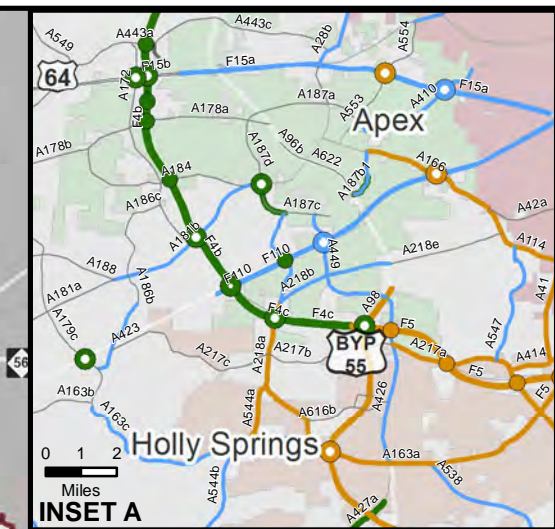 A443c
A549
A443a
A28b
A554
64
A172
F15b
F15a
A410
F15a
A187a
A553
Apex
F4b
A178a
A178b
A187d
A96b
A622
A187b1
A166
A184
A186c
A187c
A42a
A181b
F4b
A449
A114
A188
F110
F110
A218e
A218b
A41
A181a
A186b
F4c
F4c
A98
F5
A547
A179c
A423
A217c
A217b
A218a
BYP
55
A217a
A414
56
F5
F5
A163b
A163c
A544a
A616b
A426
Holly Springs
A163a
0 1 2
Miles
A544b
A538
A427a
INSET A